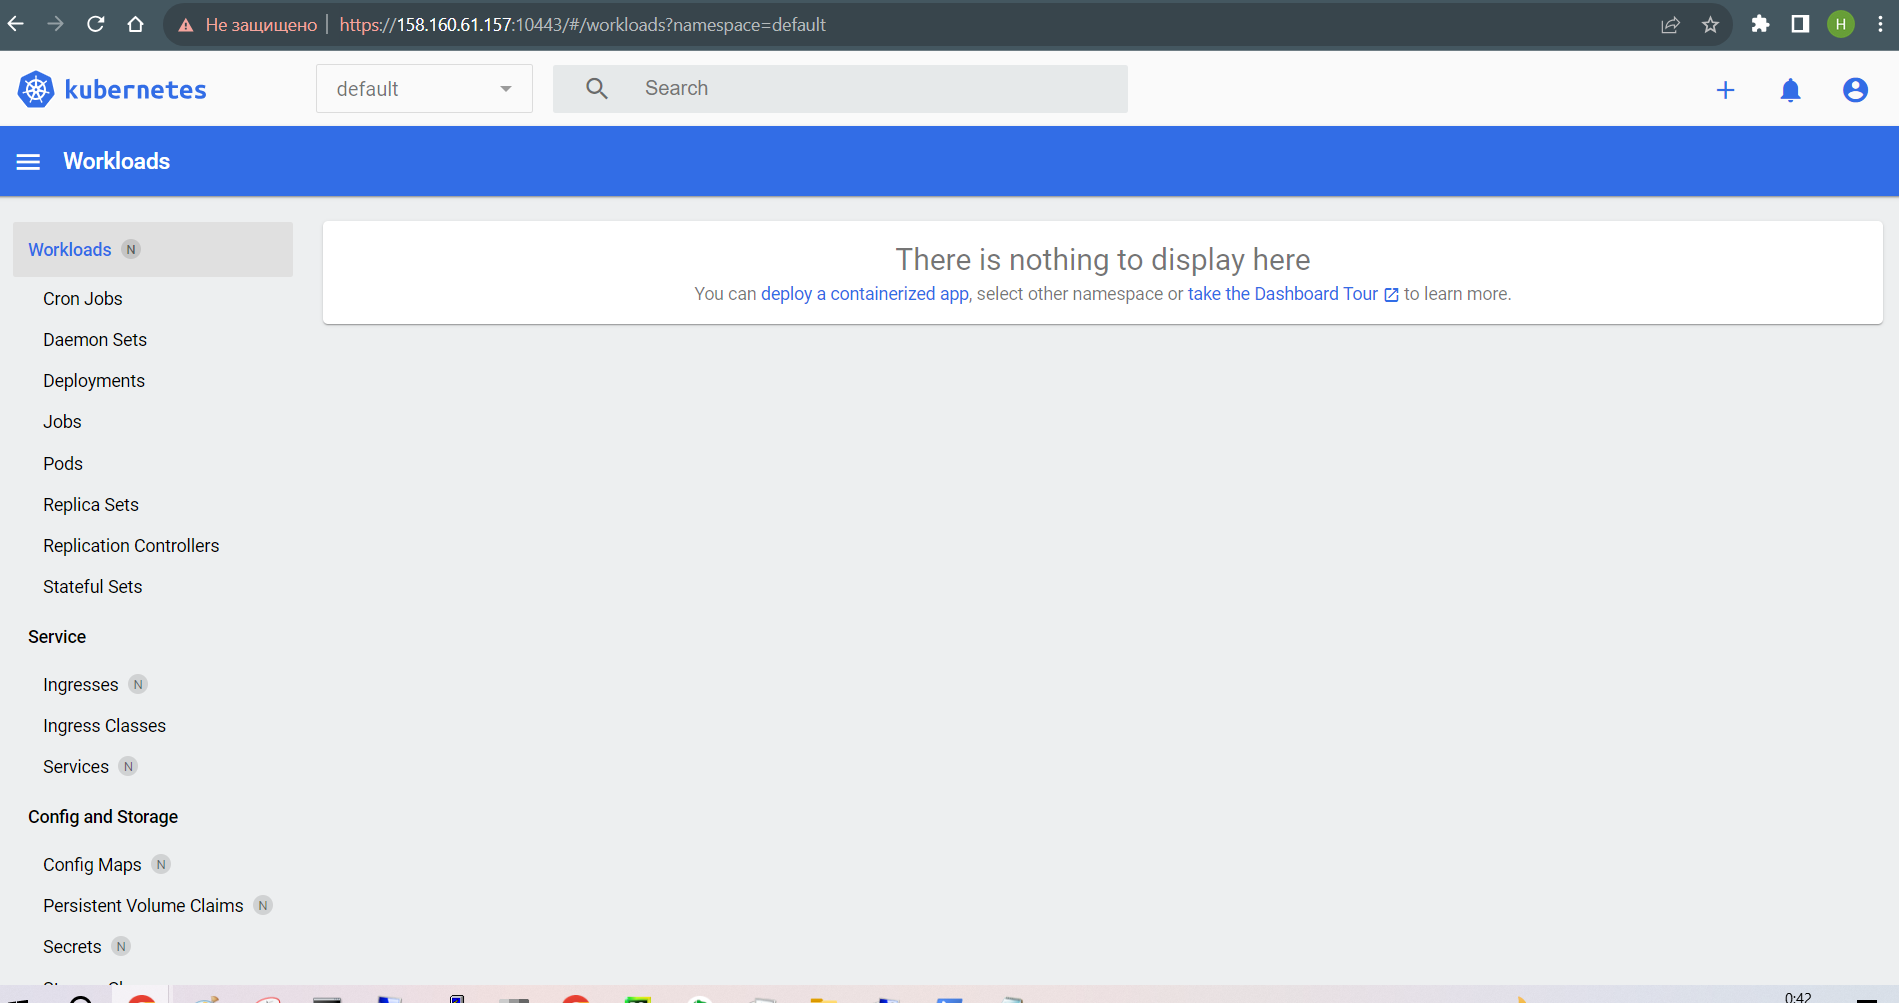 Не защищено https://158.160.61.157:10443/#/workloads?namespace=default
H
kubernetes
default
Search
Workloads
Workloads N
Cron Jobs
Daemon Sets
Deployments
Jobs
Pods
Replica Sets
Replication Controllers
Stateful Sets
Service
Ingresses N
Ingress Classes
Services N
Config and Storage
Config Maps N
Persistent Volume Claims N
Secrets N
There is nothing to display here
You can deploy a containerized app, select other namespace or take the Dashboard Tour to learn more.
0:42